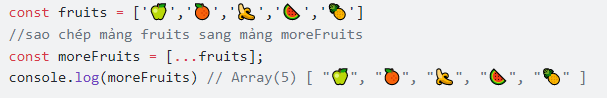 const fruits = ['🍏','🍊','🍌','🍉','🍍']
//sao chép mảng fruits sang mảng moreFruits
const moreFruits = [...fruits];
console.log(moreFruits) // Array(5) [ "🍏", "🍊", "🍌", "🍉", "🍍" ]